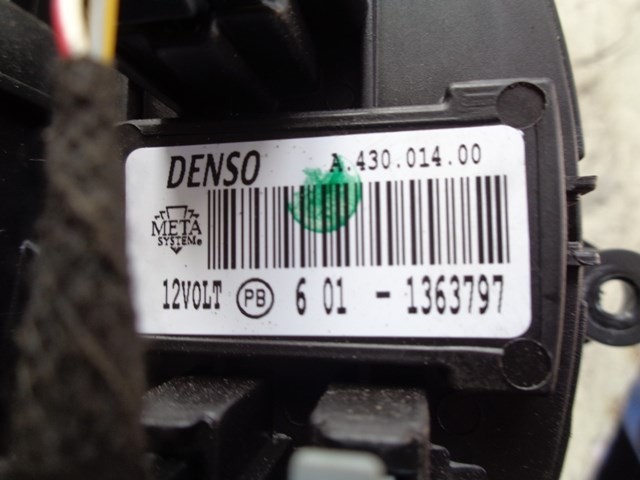 DENSO A.430.014.00
META
SYSTEM®
12VOLT PB 6 01 - 1363797